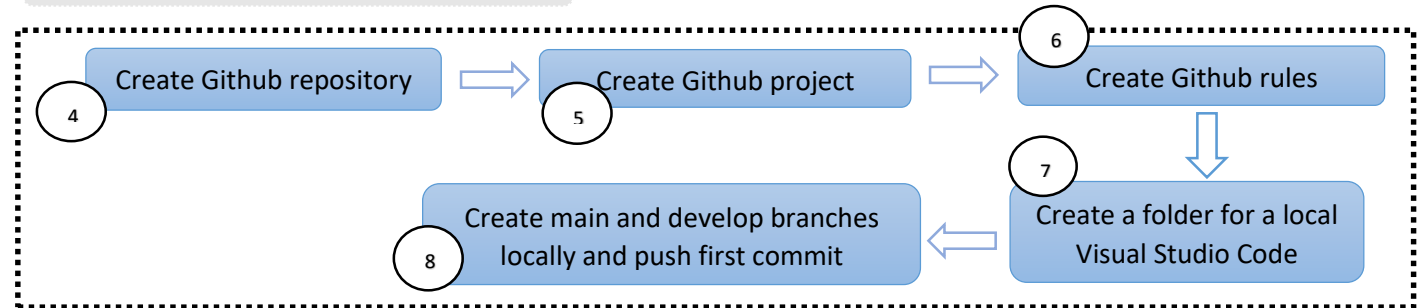 4
Create Github repository
5
Create Github project
6
Create Github rules
7
Create a folder for a local
Visual Studio Code
8
Create main and develop branches
locally and push first commit